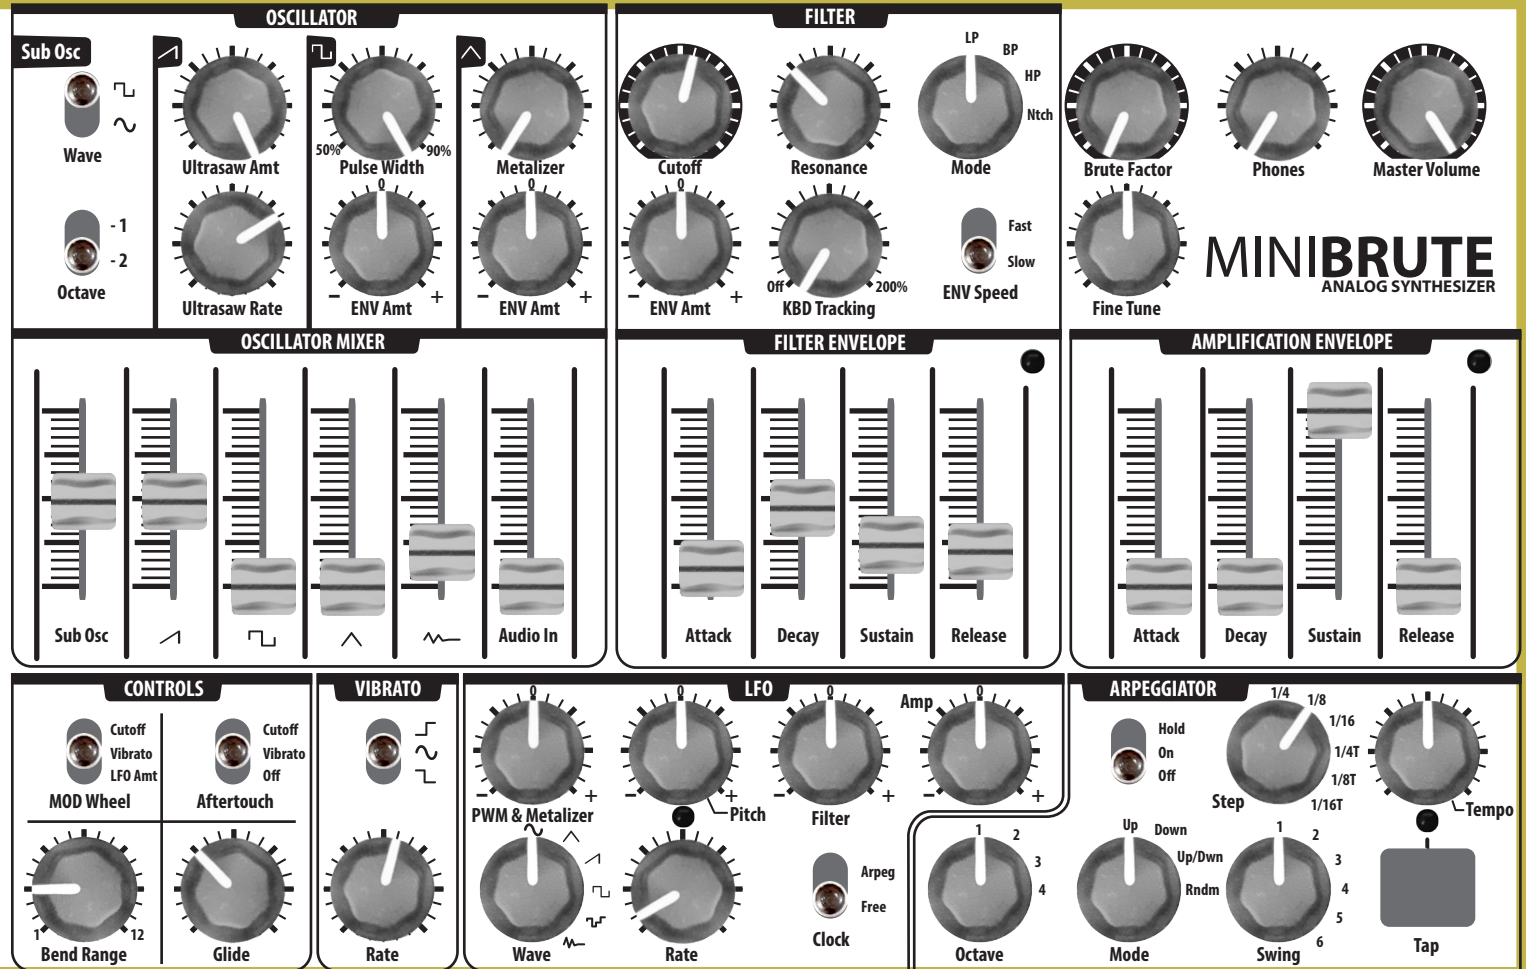 OSCILLATOR
Sub Osc
Wave
- 1
- 2
Octave
Ultrasaw Amt
Ultrasaw Rate
50%
90%
Pulse Width
0
- ENV Amt +
Metalizer
0
- ENV Amt +
FILTER
Cutoff
0
- ENV Amt +
Resonance
Off
200%
KBD Tracking
LP
BP
HP
Ntch
Mode
Fast
Slow
ENV Speed
Brute Factor
Phones
Master Volume
Fine Tune
MINIBRUTE
ANALOG SYNTHESIZER
OSCILLATOR MIXER
Sub Osc
Audio In
FILTER ENVELOPE
Attack
Decay
Sustain
Release
AMPLIFICATION ENVELOPE
Attack
Decay
Sustain
Release
CONTROLS
Cutoff
Vibrato
LFO Amt
MOD Wheel
Cutoff
Vibrato
Off
Aftertouch
1
12
Bend Range
Glide
VIBRATO
Rate
LFO
0
- +
PWM & Metalizer
0
- +
Pitch
0
- +
Filter
Amp
0
- +
Wave
Rate
Arpeg
Free
Clock
ARPEGGIATOR
Hold
On
Off
1/4
1/8
1/16
1/4T
1/8T
1/16T
Step
Tempo
1
2
3
4
Octave
Up
Down
Up/Dwn
Rndm
Mode
1
2
3
4
5
6
Swing
Tap